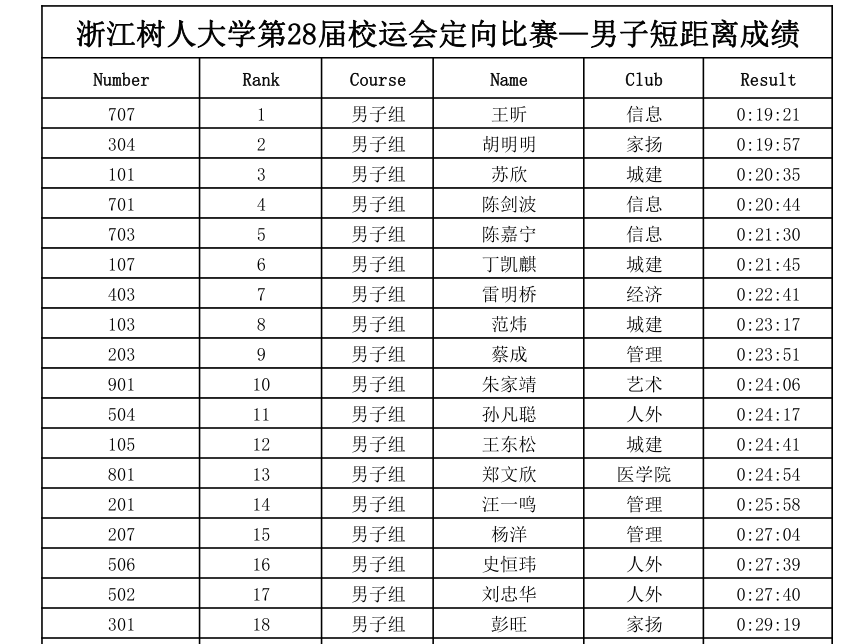 浙江树人大学第28届校运会定向比赛—男子短距离成绩
Number Rank Course Name Club Result
707 1 男子组 王昕 信息 0:19:21
304 2 男子组 胡明明 家扬 0:19:57
101 3 男子组 苏欣 城建 0:20:35
701 4 男子组 陈剑波 信息 0:20:44
703 5 男子组 陈嘉宁 信息 0:21:30
107 6 男子组 丁凯麒 城建 0:21:45
403 7 男子组 雷明桥 经济 0:22:41
103 8 男子组 范炜 城建 0:23:17
203 9 男子组 蔡成 管理 0:23:51
901 10 男子组 朱家靖 艺术 0:24:06
504 11 男子组 孙凡聪 人外 0:24:17
105 12 男子组 王东松 城建 0:24:41
801 13 男子组 郑文欣 医学院 0:24:54
201 14 男子组 汪一鸣 管理 0:25:58
207 15 男子组 杨洋 管理 0:27:04
506 16 男子组 史恒玮 人外 0:27:39
502 17 男子组 刘忠华 人外 0:27:40
301 18 男子组 彭旺 家扬 0:29:19